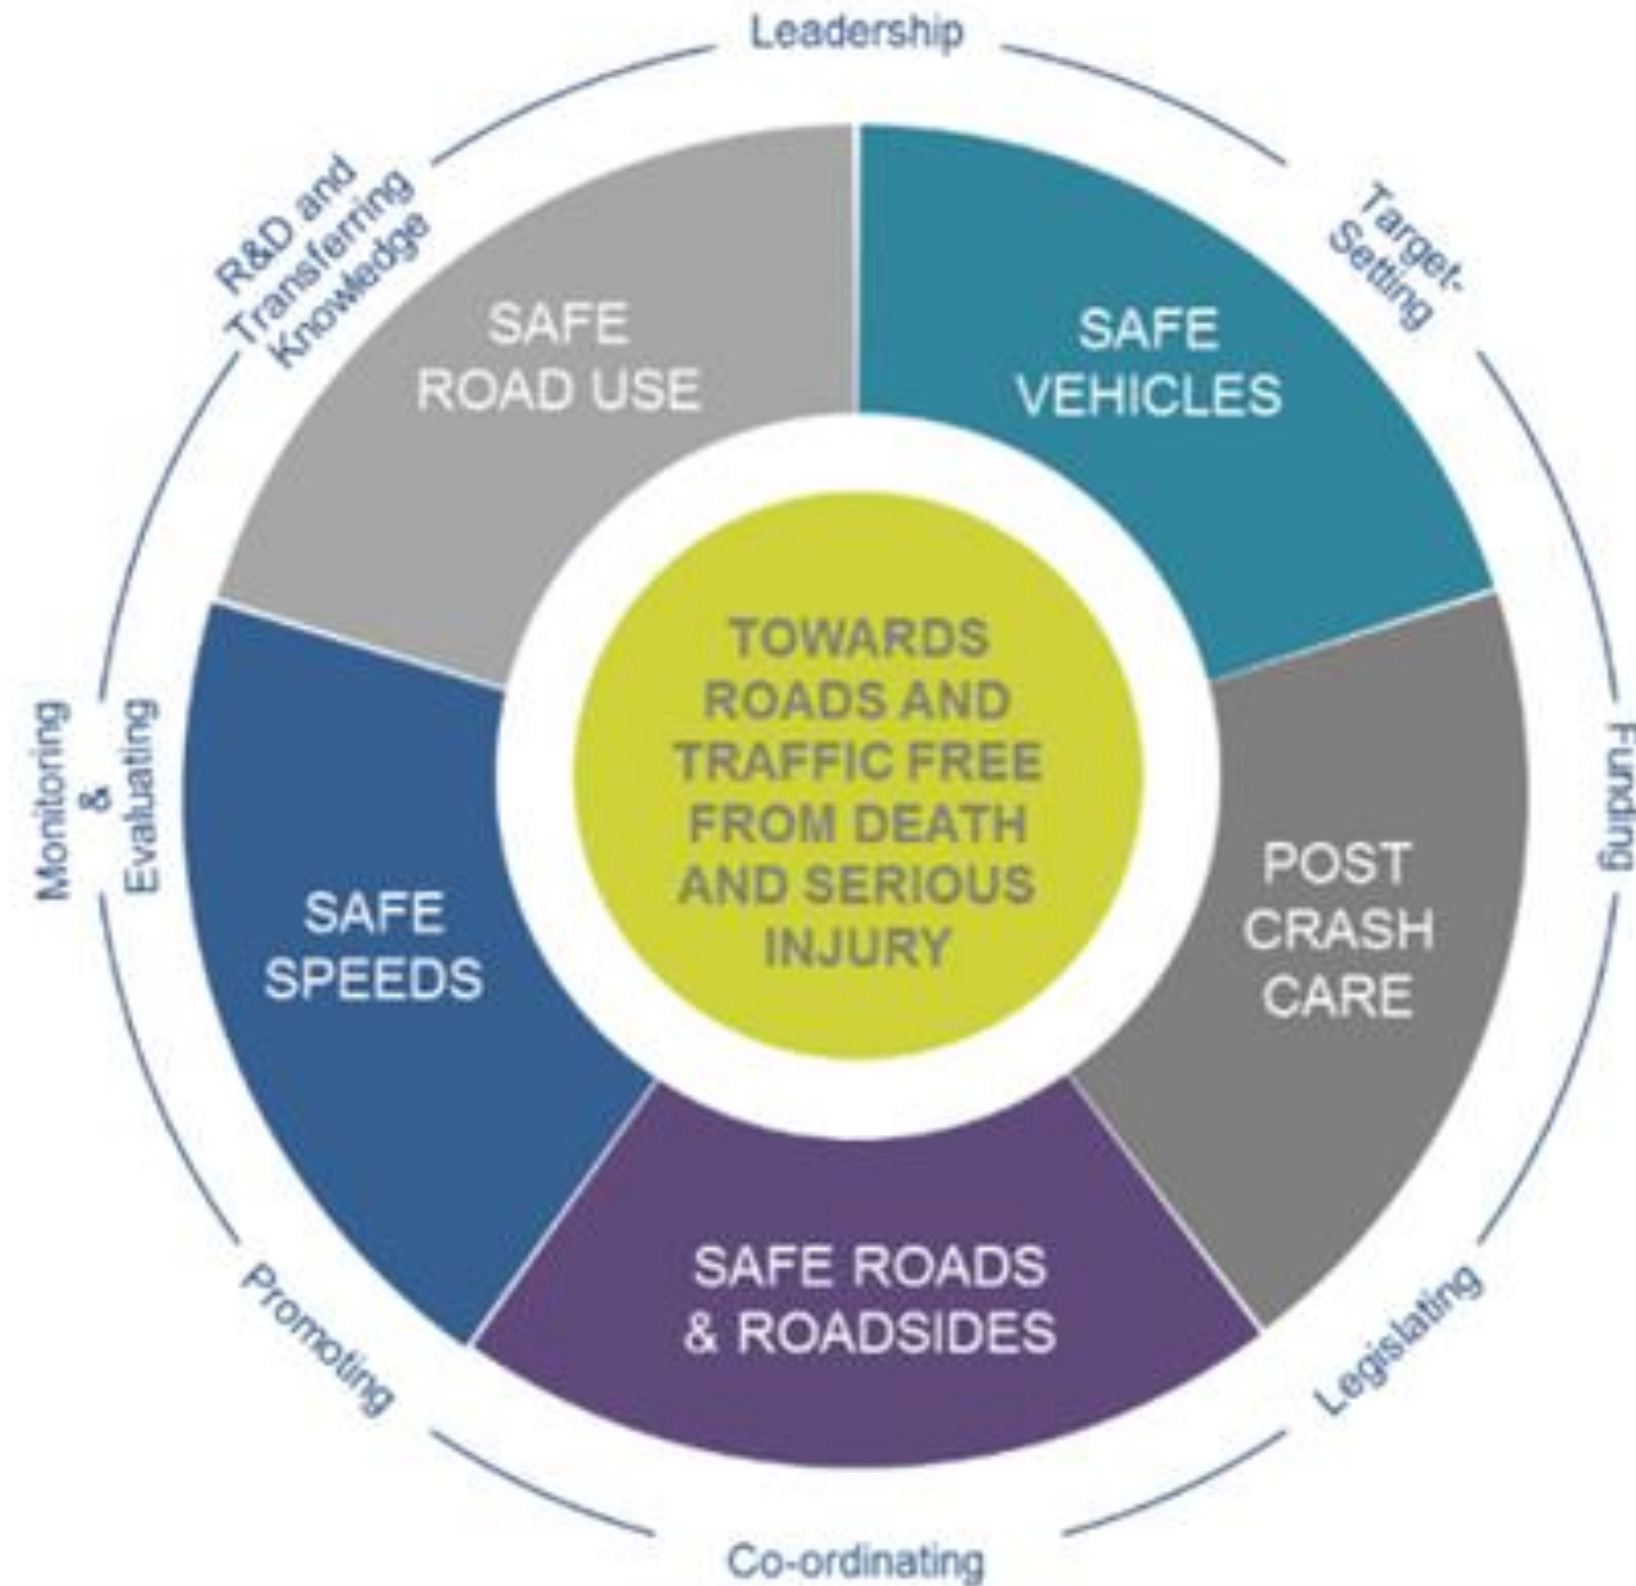 Leadership
Target-
Setting
Funding
Legislating
Co-ordinating
Promoting
Monitoring
&
Evaluating
R&D and
Transferring
Knowledge
SAFE
VEHICLES
POST
CRASH
CARE
SAFE ROADS
& ROADSIDES
SAFE
SPEEDS
SAFE
ROAD USE
TOWARDS
ROADS AND
TRAFFIC FREE
FROM DEATH
AND SERIOUS
INJURY